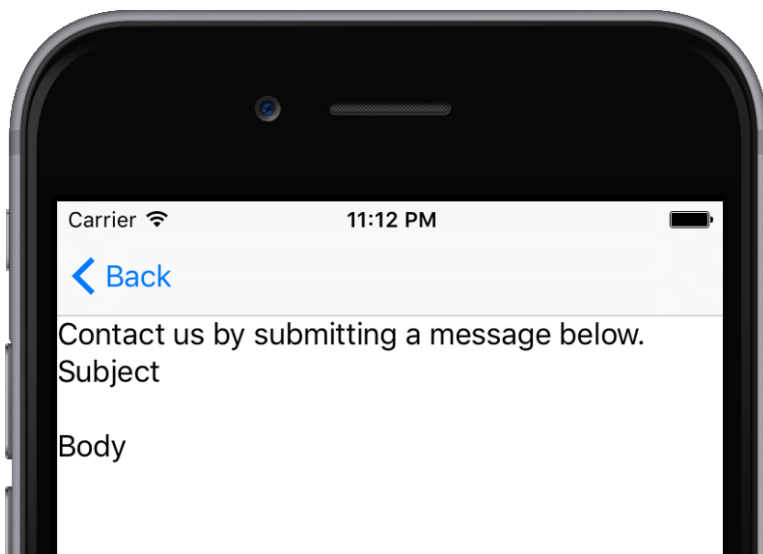 Carrier
11:12 PM
Back
Contact us by submitting a message below.
Subject
Body